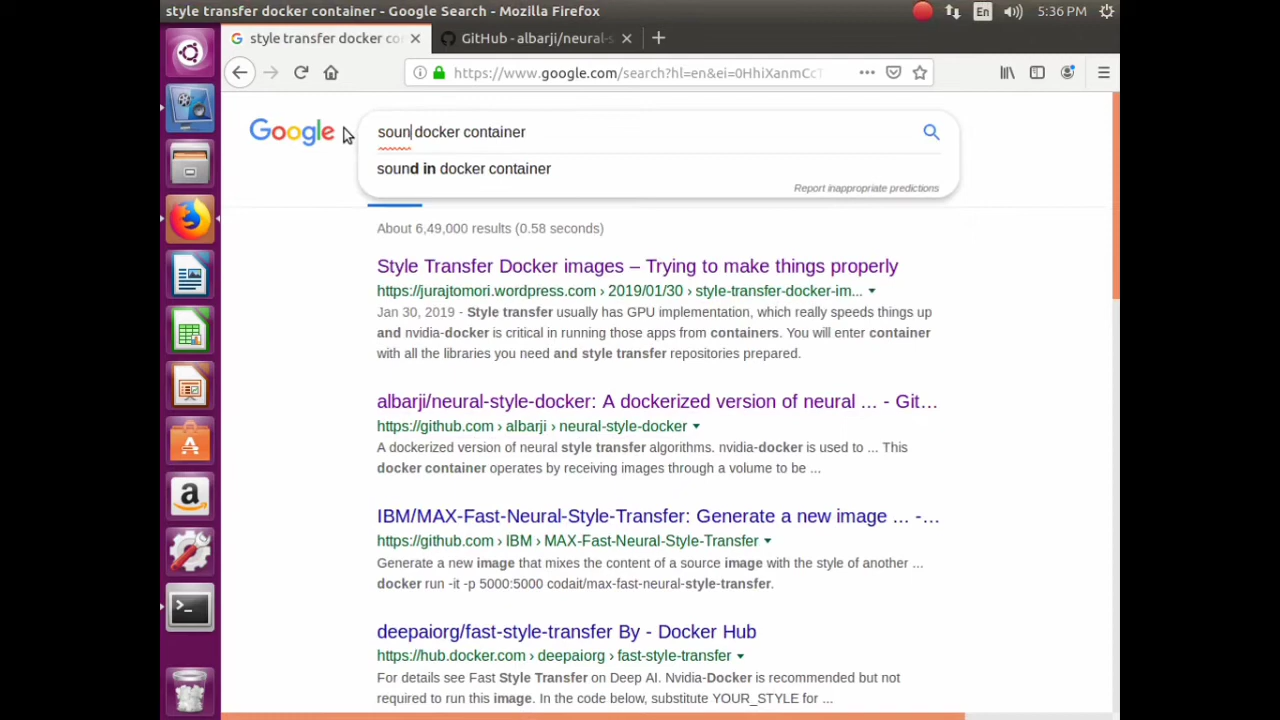 style transfer docker container - Google Search - Mozilla Firefox
En
5:36 PM
style transfer docker co
GitHub - albarji/neural-s
https://www.google.com/search?hl=en&ei=0HhiXanmCcT
Google
soun docker container
sound in docker container
Report inappropriate predictions
About 6,49,000 results (0.58 seconds)
Style Transfer Docker images – Trying to make things properly
https://jurajtomori.wordpress.com › 2019/01/30 › style-transfer-docker-im...
Jan 30, 2019 - Style transfer usually has GPU implementation, which really speeds things up
and nvidia-docker is critical in running those apps from containers. You will enter container
with all the libraries you need and style transfer repositories prepared.
albarji/neural-style-docker: A dockerized version of neural ... - Git...
https://github.com › albarji › neural-style-docker
A dockerized version of neural style transfer algorithms. nvidia-docker is used to ... This
docker container operates by receiving images through a volume to be ...
IBM/MAX-Fast-Neural-Style-Transfer: Generate a new image ... -...
https://github.com › IBM › MAX-Fast-Neural-Style-Transfer
Generate a new image that mixes the content of a source image with the style of another ...
docker run -it -p 5000:5000 codait/max-fast-neural-style-transfer.
deepaiorg/fast-style-transfer By - Docker Hub
https://hub.docker.com › deepaiorg › fast-style-transfer
For details see Fast Style Transfer on Deep AI. Nvidia-Docker is recommended but not
required to run this image. In the code below, substitute YOUR_STYLE for ...